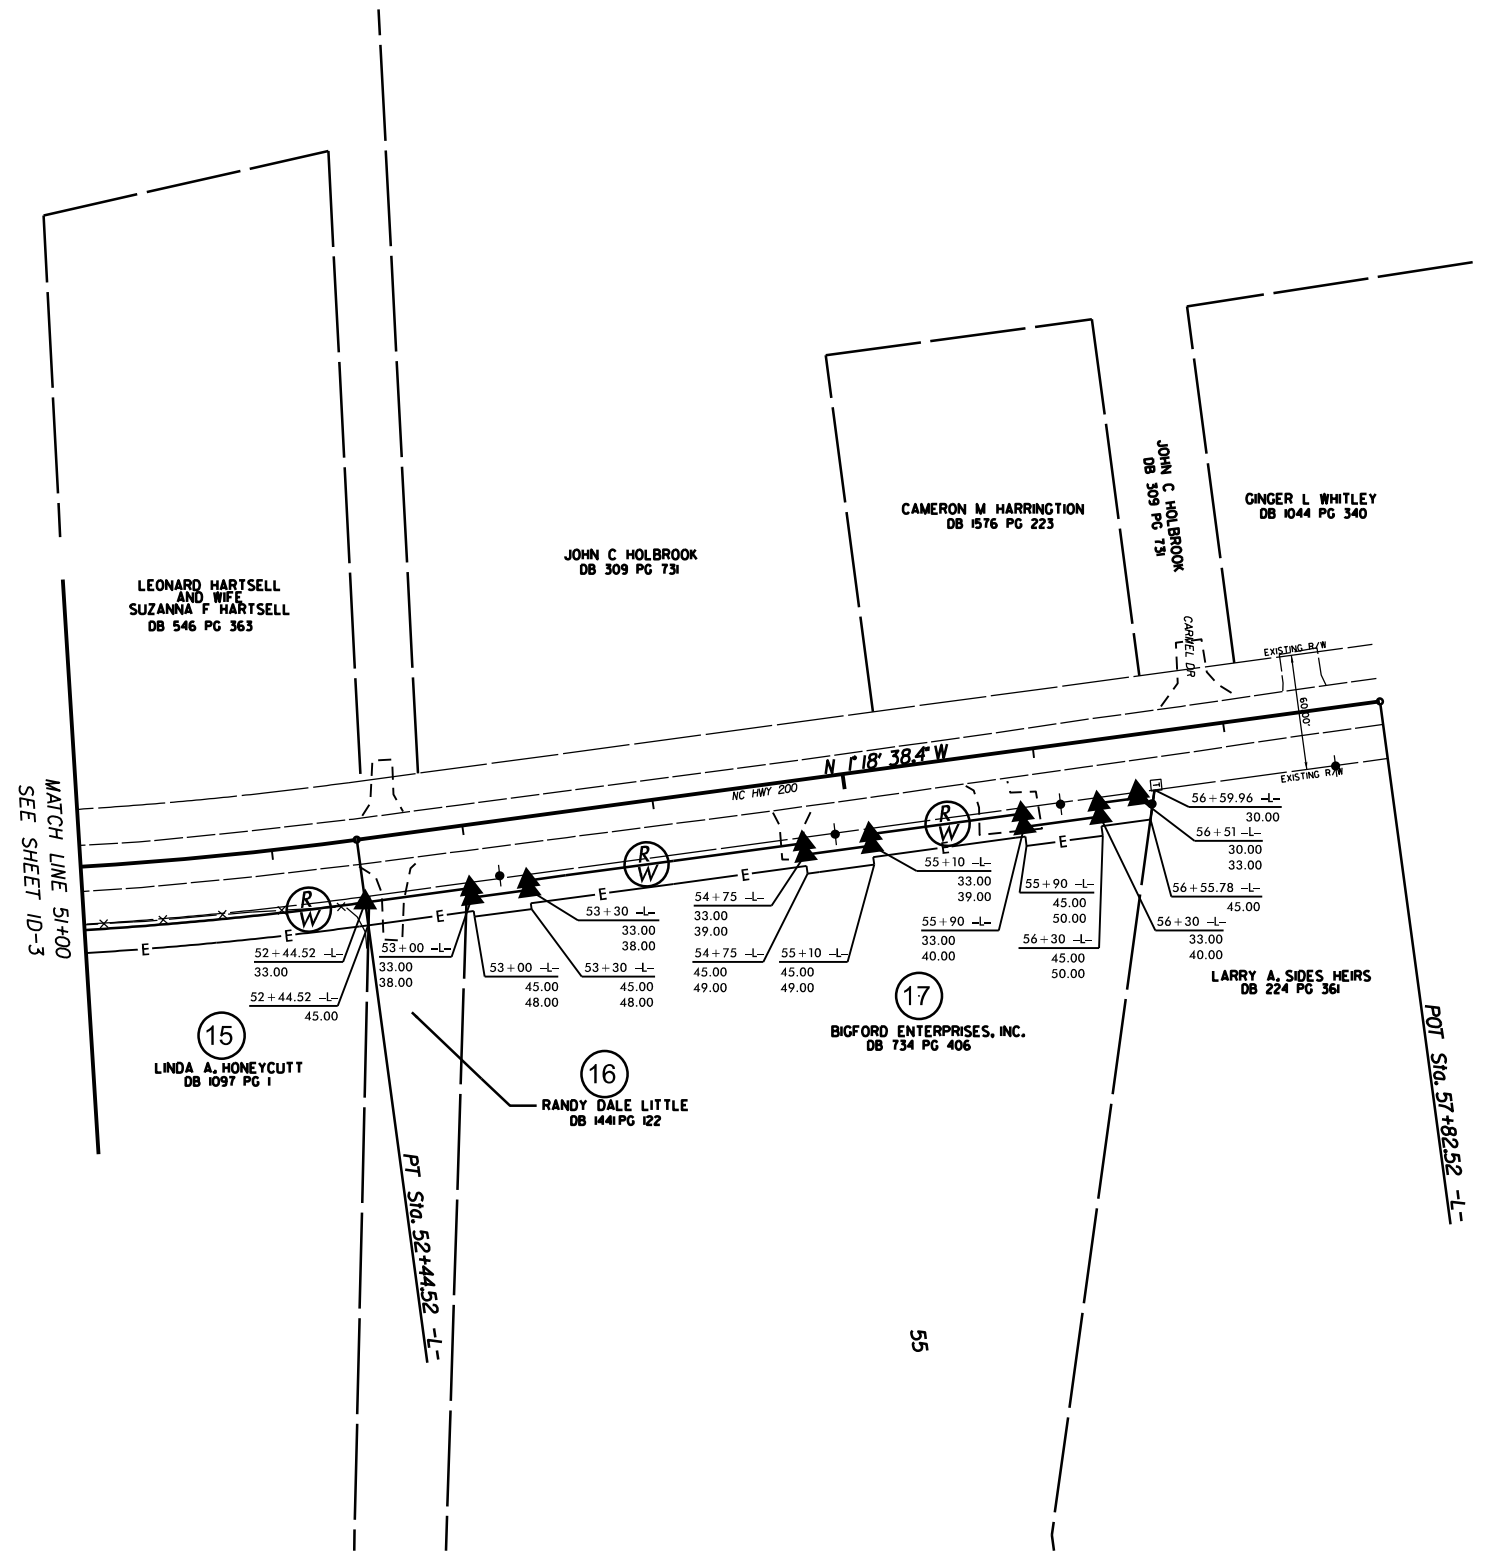 JOHN C HOLBROOK
DB 309 PG 731
CAMERON M HARRINGTION
DB 1576 PG 223
GINGER L WHITLEY
DB 1044 PG 340
JOHN C HOLBROOK
DB 309 PG 731
LEONARD HARTSELL
AND WIFE
SUZANNA F HARTSELL
DB 546 PG 363
CARMEL DR
EXISTING R/W
60.00'
EXISTING R/W
N 1° 18' 38.4" W
NC HWY 200
MATCH LINE 51+00
SEE SHEET ID-3
R/W
R/W
R/W
E
E
E
E
E
E
E
T
52+44.52 -L-
33.00
52+44.52 -L-
45.00
53+00 -L-
33.00
38.00
53+00 -L-
45.00
48.00
53+30 -L-
33.00
38.00
53+30 -L-
45.00
48.00
54+75 -L-
33.00
39.00
54+75 -L-
45.00
49.00
55+10 -L-
45.00
49.00
55+10 -L-
33.00
39.00
55+90 -L-
33.00
40.00
55+90 -L-
45.00
50.00
56+30 -L-
45.00
50.00
56+30 -L-
33.00
40.00
56+59.96 -L-
30.00
56+51 -L-
30.00
33.00
56+55.78 -L-
45.00
15
LINDA A. HONEYCUTT
DB 1097 PG 1
16
RANDY DALE LITTLE
DB 1441 PG 122
17
BIGFORD ENTERPRISES, INC.
DB 734 PG 406
LARRY A. SIDES HEIRS
DB 224 PG 361
PT Sta. 52+44.52 -L-
POT Sta. 57+82.52 -L-
55